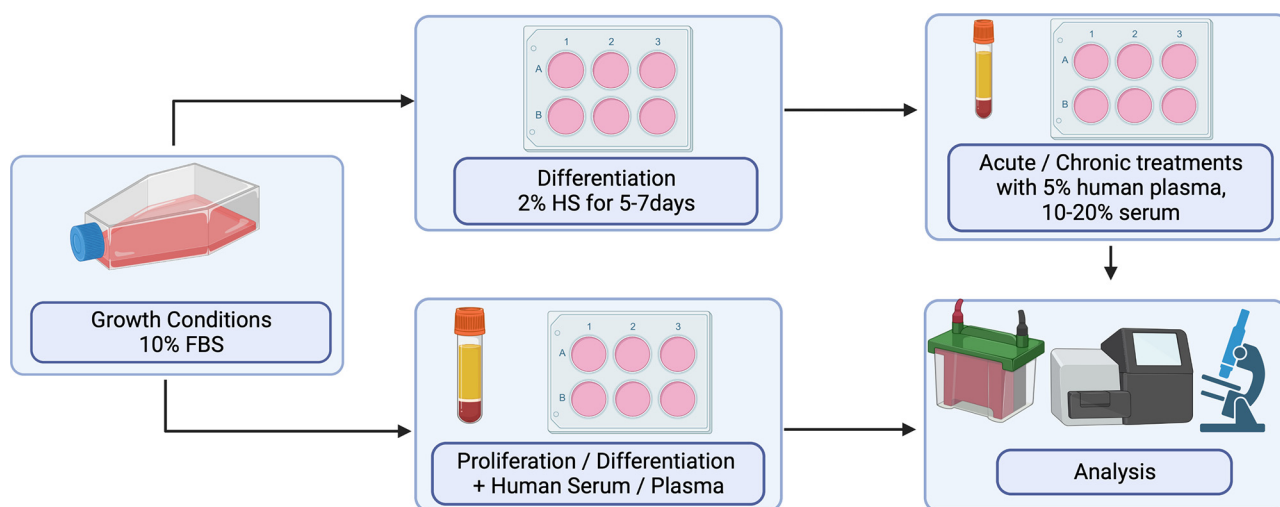 Growth Conditions
10% FBS
1 2 3
A
B
Differentiation
2% HS for 5-7days
1 2 3
A
B
Acute / Chronic treatments
with 5% human plasma,
10-20% serum
1 2 3
A
B
Proliferation / Differentiation
+ Human Serum / Plasma
Analysis